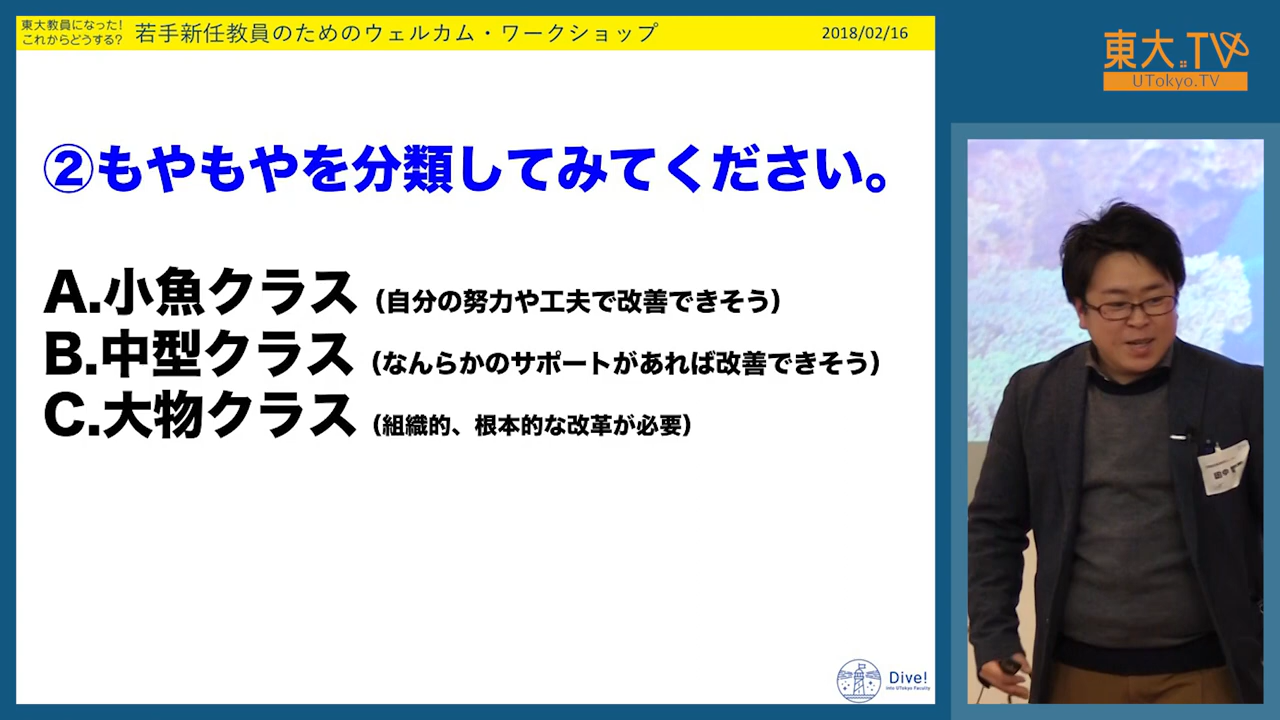 東大教員になった!
これからどうする?
若手新任教員のためのウェルカム・ワークショップ
2018/02/16
②もやもやを分類してみてください。
A.小魚クラス(自分の努力や工夫で改善できそう)
B.中型クラス(なんらかのサポートがあれば改善できそう)
C.大物クラス(組織的、根本的な改革が必要)
Dive!
into UTokyo Faculty
東大.TV
UTokyo.TV
田中